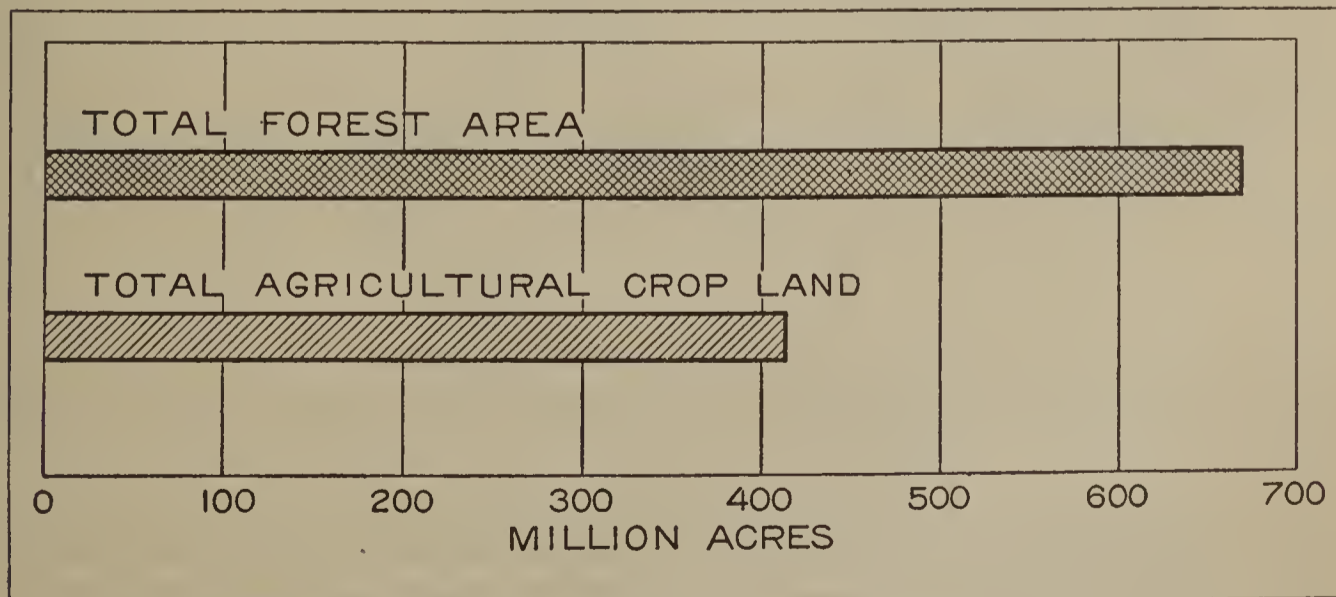 TOTAL FOREST AREA
TOTAL AGRICULTURAL CROP LAND
0 100 200 300 400 500 600 700
MILLION ACRES